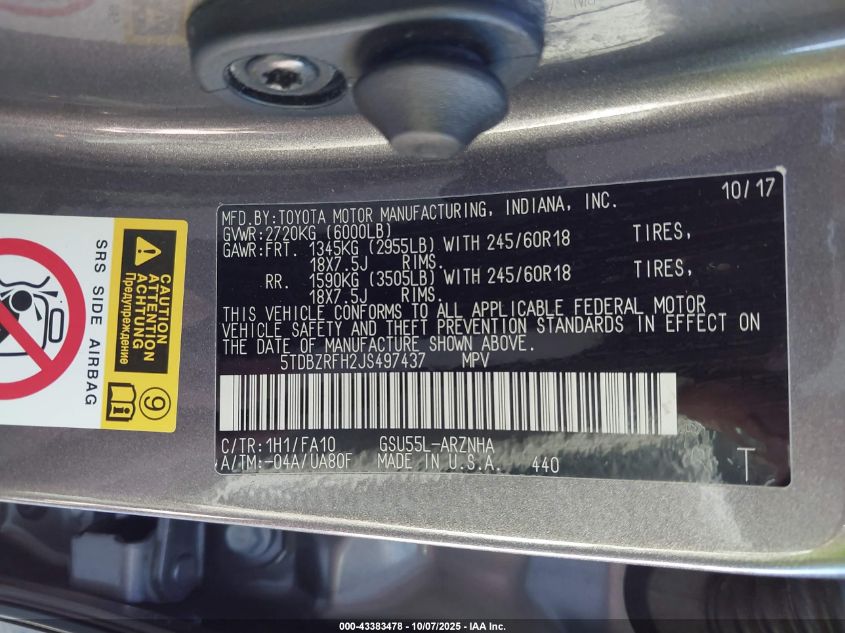 10/17
MFD.BY:TOYOTA MOTOR MANUFACTURING, INDIANA, INC.
GVWR:2720KG (6000LB)
GAWR:FRT. 1345KG (2955LB) WITH 245/60R18 TIRES,
18X7.5J RIMS.
RR. 1590KG (3505LB) WITH 245/60R18 TIRES,
18X7.5J RIMS.
THIS VEHICLE CONFORMS TO ALL APPLICABLE FEDERAL MOTOR
VEHICLE SAFETY AND THEFT PREVENTION STANDARDS IN EFFECT ON
THE DATE OF MANUFACTURE SHOWN ABOVE.
5TDBZRFH2JS497437 MPV
C/TR:1H1/FA10 GSU55L-ARZNHA
A/TM:-04A/UA80F MADE IN U.S.A. 440
T
SRS SIDE AIRBAG
CAUTION
ATTENTION
ACHTUNG
Предупреждение
9
000-43383478 - 10/07/2025 - IAA Inc.